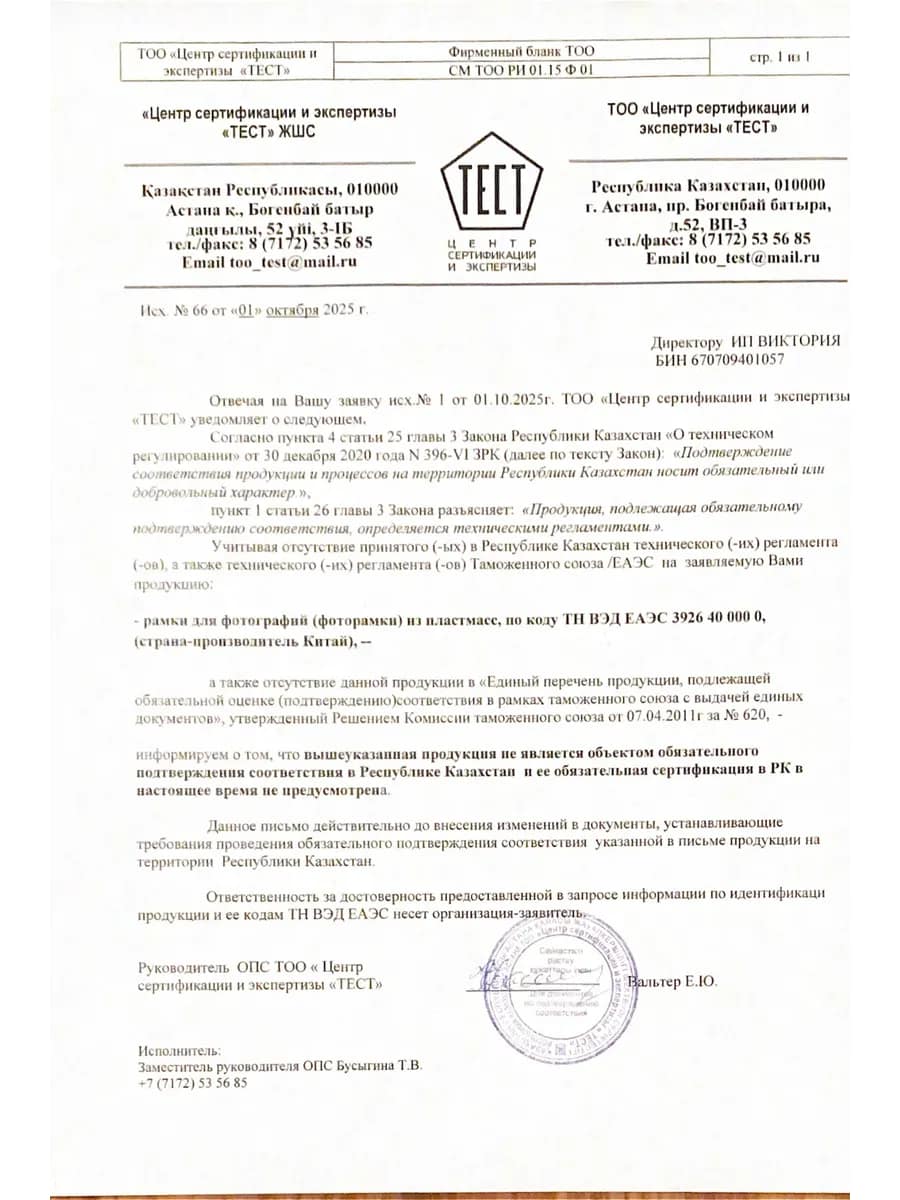 ТОО «Центр сертификации и
экспертизы «ТЕСТ»
Фирменный бланк ТОО
СМ ТОО РИ 01.15 Ф 01
стр. 1 из 1
«Центр сертификации и экспертизы
«ТЕСТ» ЖШС
Қазақстан Республикасы, 010000
Астана қ., Богенбай батыр
даңғылы, 52 үйі, 3-ІБ
тел./факс: 8 (7172) 53 56 85
Email too_test@mail.ru
ТЕСТ
ЦЕНТР
СЕРТИФИКАЦИИ
И ЭКСПЕРТИЗЫ
ТОО «Центр сертификации и
экспертизы «ТЕСТ»
Республика Казахстан, 010000
г. Астана, пр. Богенбай батыра,
д.52, ВП-3
тел./факс: 8 (7172) 53 56 85
Email too_test@mail.ru
Исх. № 66 от «01» октября 2025 г.
Директору ИП ВИКТОРИЯ
БИН 670709401057
Отвечая на Вашу заявку исх.№ 1 от 01.10.2025г. ТОО «Центр сертификации и экспертизы
«ТЕСТ» уведомляет о следующем.
Согласно пункта 4 статьи 25 главы 3 Закона Республики Казахстан «О техническом
регулировании» от 30 декабря 2020 года N 396-VI ЗРК (далее по тексту Закон): «Подтверждение
соответствия продукции и процессов на территории Республики Казахстан носит обязательный или
добровольный характер.»,
пункт 1 статьи 26 главы 3 Закона разъясняет: «Продукция, подлежащая обязательному
подтверждению соответствия, определяется техническими регламентами.».
Учитывая отсутствие принятого (-ых) в Республике Казахстан технического (-их) регламента
(-ов), а также технического (-их) регламента (-ов) Таможенного союза /ЕАЭС на заявляемую Вами
продукцию:
- рамки для фотографий (фоторамки) из пластмасс, по коду ТН ВЭД ЕАЭС 3926 40 000 0,
(страна-производитель Китай), --
а также отсутствие данной продукции в «Единый перечень продукции, подлежащей
обязательной оценке (подтверждению)соответствия в рамках таможенного союза с выдачей единых
документов», утвержденный Решением Комиссии таможенного союза от 07.04.2011г за № 620, -
информируем о том, что вышеуказанная продукция не является объектом обязательного
подтверждения соответствия в Республике Казахстан и ее обязательная сертификация в РК в
настоящее время не предусмотрена.
Данное письмо действительно до внесения изменений в документы, устанавливающие
требования проведения обязательного подтверждения соответствия указанной в письме продукции на
территории Республики Казахстан.
Ответственность за достоверность предоставленной в запросе информации по идентификаци
продукции и ее кодам ТН ВЭД ЕАЭС несет организация-заявитель.
Руководитель ОПС ТОО « Центр
сертификации и экспертизы «ТЕСТ»
Вальтер Е.Ю.
Сәйкестікті
растау
құжаттары үшін
Для документов
по подтверждению
соответствия
Исполнитель:
Заместитель руководителя ОПС Бусыгина Т.В.
+7 (7172) 53 56 85